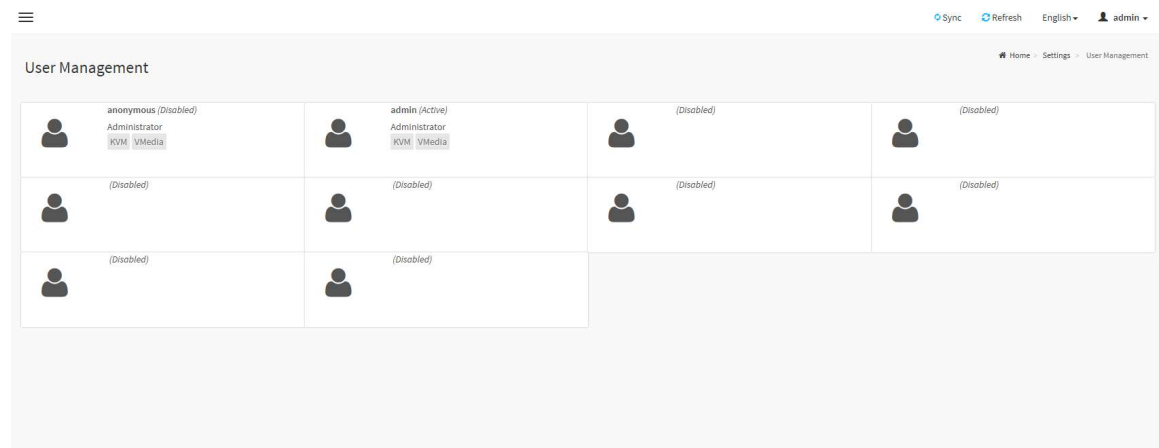 Sync Refresh English admin
Home > Settings > User Management
User Management
anonymous (Disabled)
Administrator
KVM VMedia
admin (Active)
Administrator
KVM VMedia
(Disabled)
(Disabled)
(Disabled)
(Disabled)
(Disabled)
(Disabled)
(Disabled)
(Disabled)